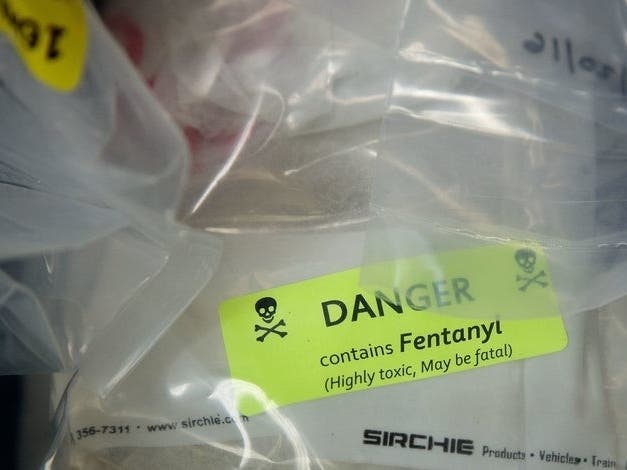 DANGER
contains Fentanyl
(Highly toxic, May be fatal)
356-7311 · www.sirchie.com
SIRCHIE Products • Vehicles • Train